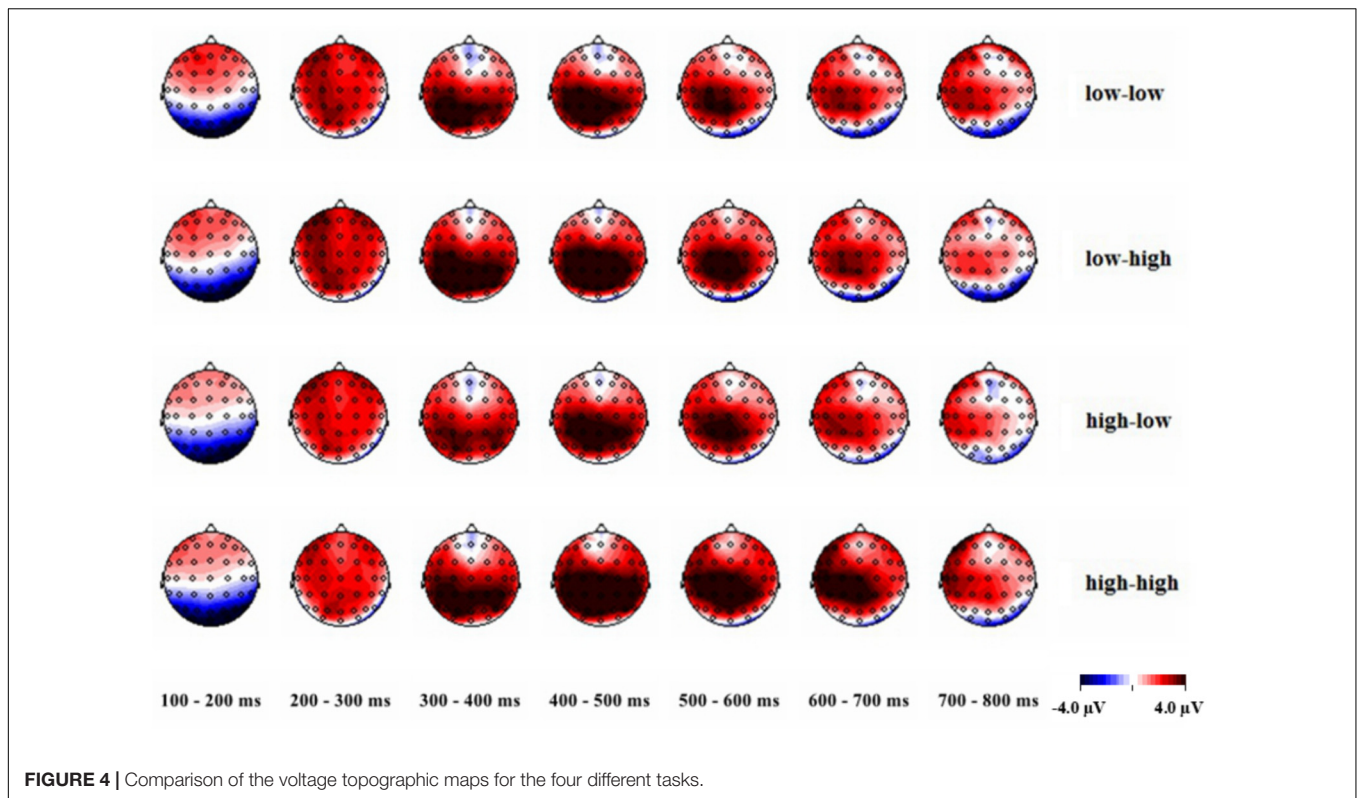 low-low
low-high
high-low
high-high
100 - 200 ms 200 - 300 ms 300 - 400 ms 400 - 500 ms 500 - 600 ms 600 - 700 ms 700 - 800 ms -4.0 µV 4.0 µV
FIGURE 4 | Comparison of the voltage topographic maps for the four different tasks.